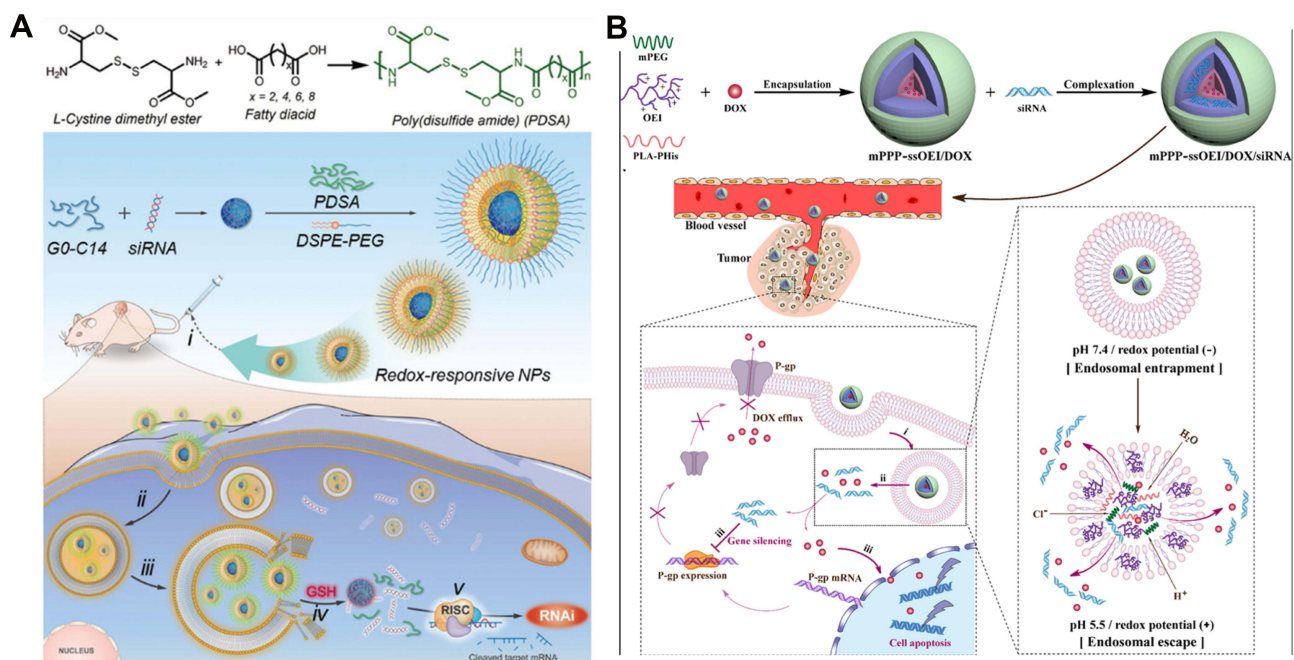 A
O
O
H₂N
S-S
NH₂
O
O
L-Cystine dimethyl ester
+
HO
OH
O
O
x
x = 2, 4, 6, 8
Fatty diacid
O
O
N
H
S-S
H
N
O
O
O
O
x
n
Poly(disulfide amide) (PDSA)
G0-C14
+
siRNA
PDSA
DSPE-PEG
i
Redox-responsive NPs
ii
iii
GSH
iv
v
RISC
RNAi
NUCLEUS
Cleaved target mRNA
B
mPEG
OEI
PLA-PHis
+
DOX
Encapsulation
mPPP-ssOEI/DOX
+
siRNA
Complexation
mPPP-ssOEI/DOX/siRNA
Blood vessel
Tumor
P-gp
DOX efflux
i
ii
iii
Gene silencing
iii
P-gp expression
P-gp mRNA
Cell apoptosis
pH 7.4 / redox potential (−)
[ Endosomal entrapment ]
H₂O
Cl⁻
H⁺
pH 5.5 / redox potential (+)
[ Endosomal escape ]